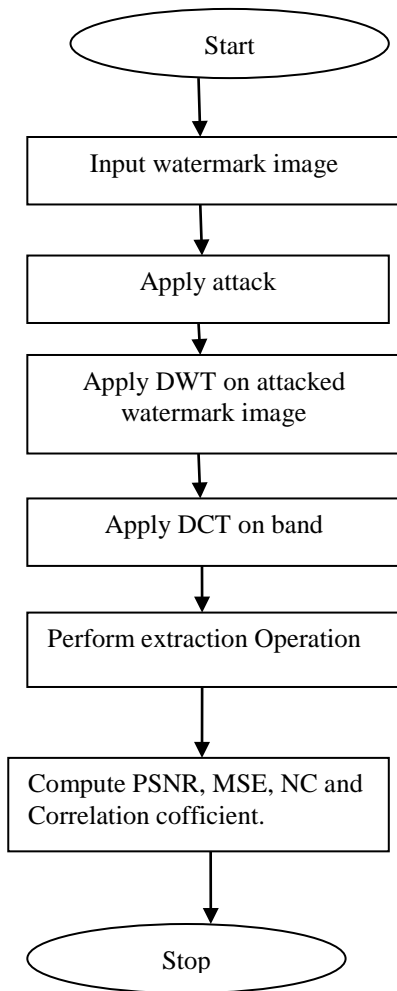 Start
Input watermark image
Apply attack
Apply DWT on attacked
watermark image
Apply DCT on band
Perform extraction Operation
Compute PSNR, MSE, NC and
Correlation cofficient.
Stop